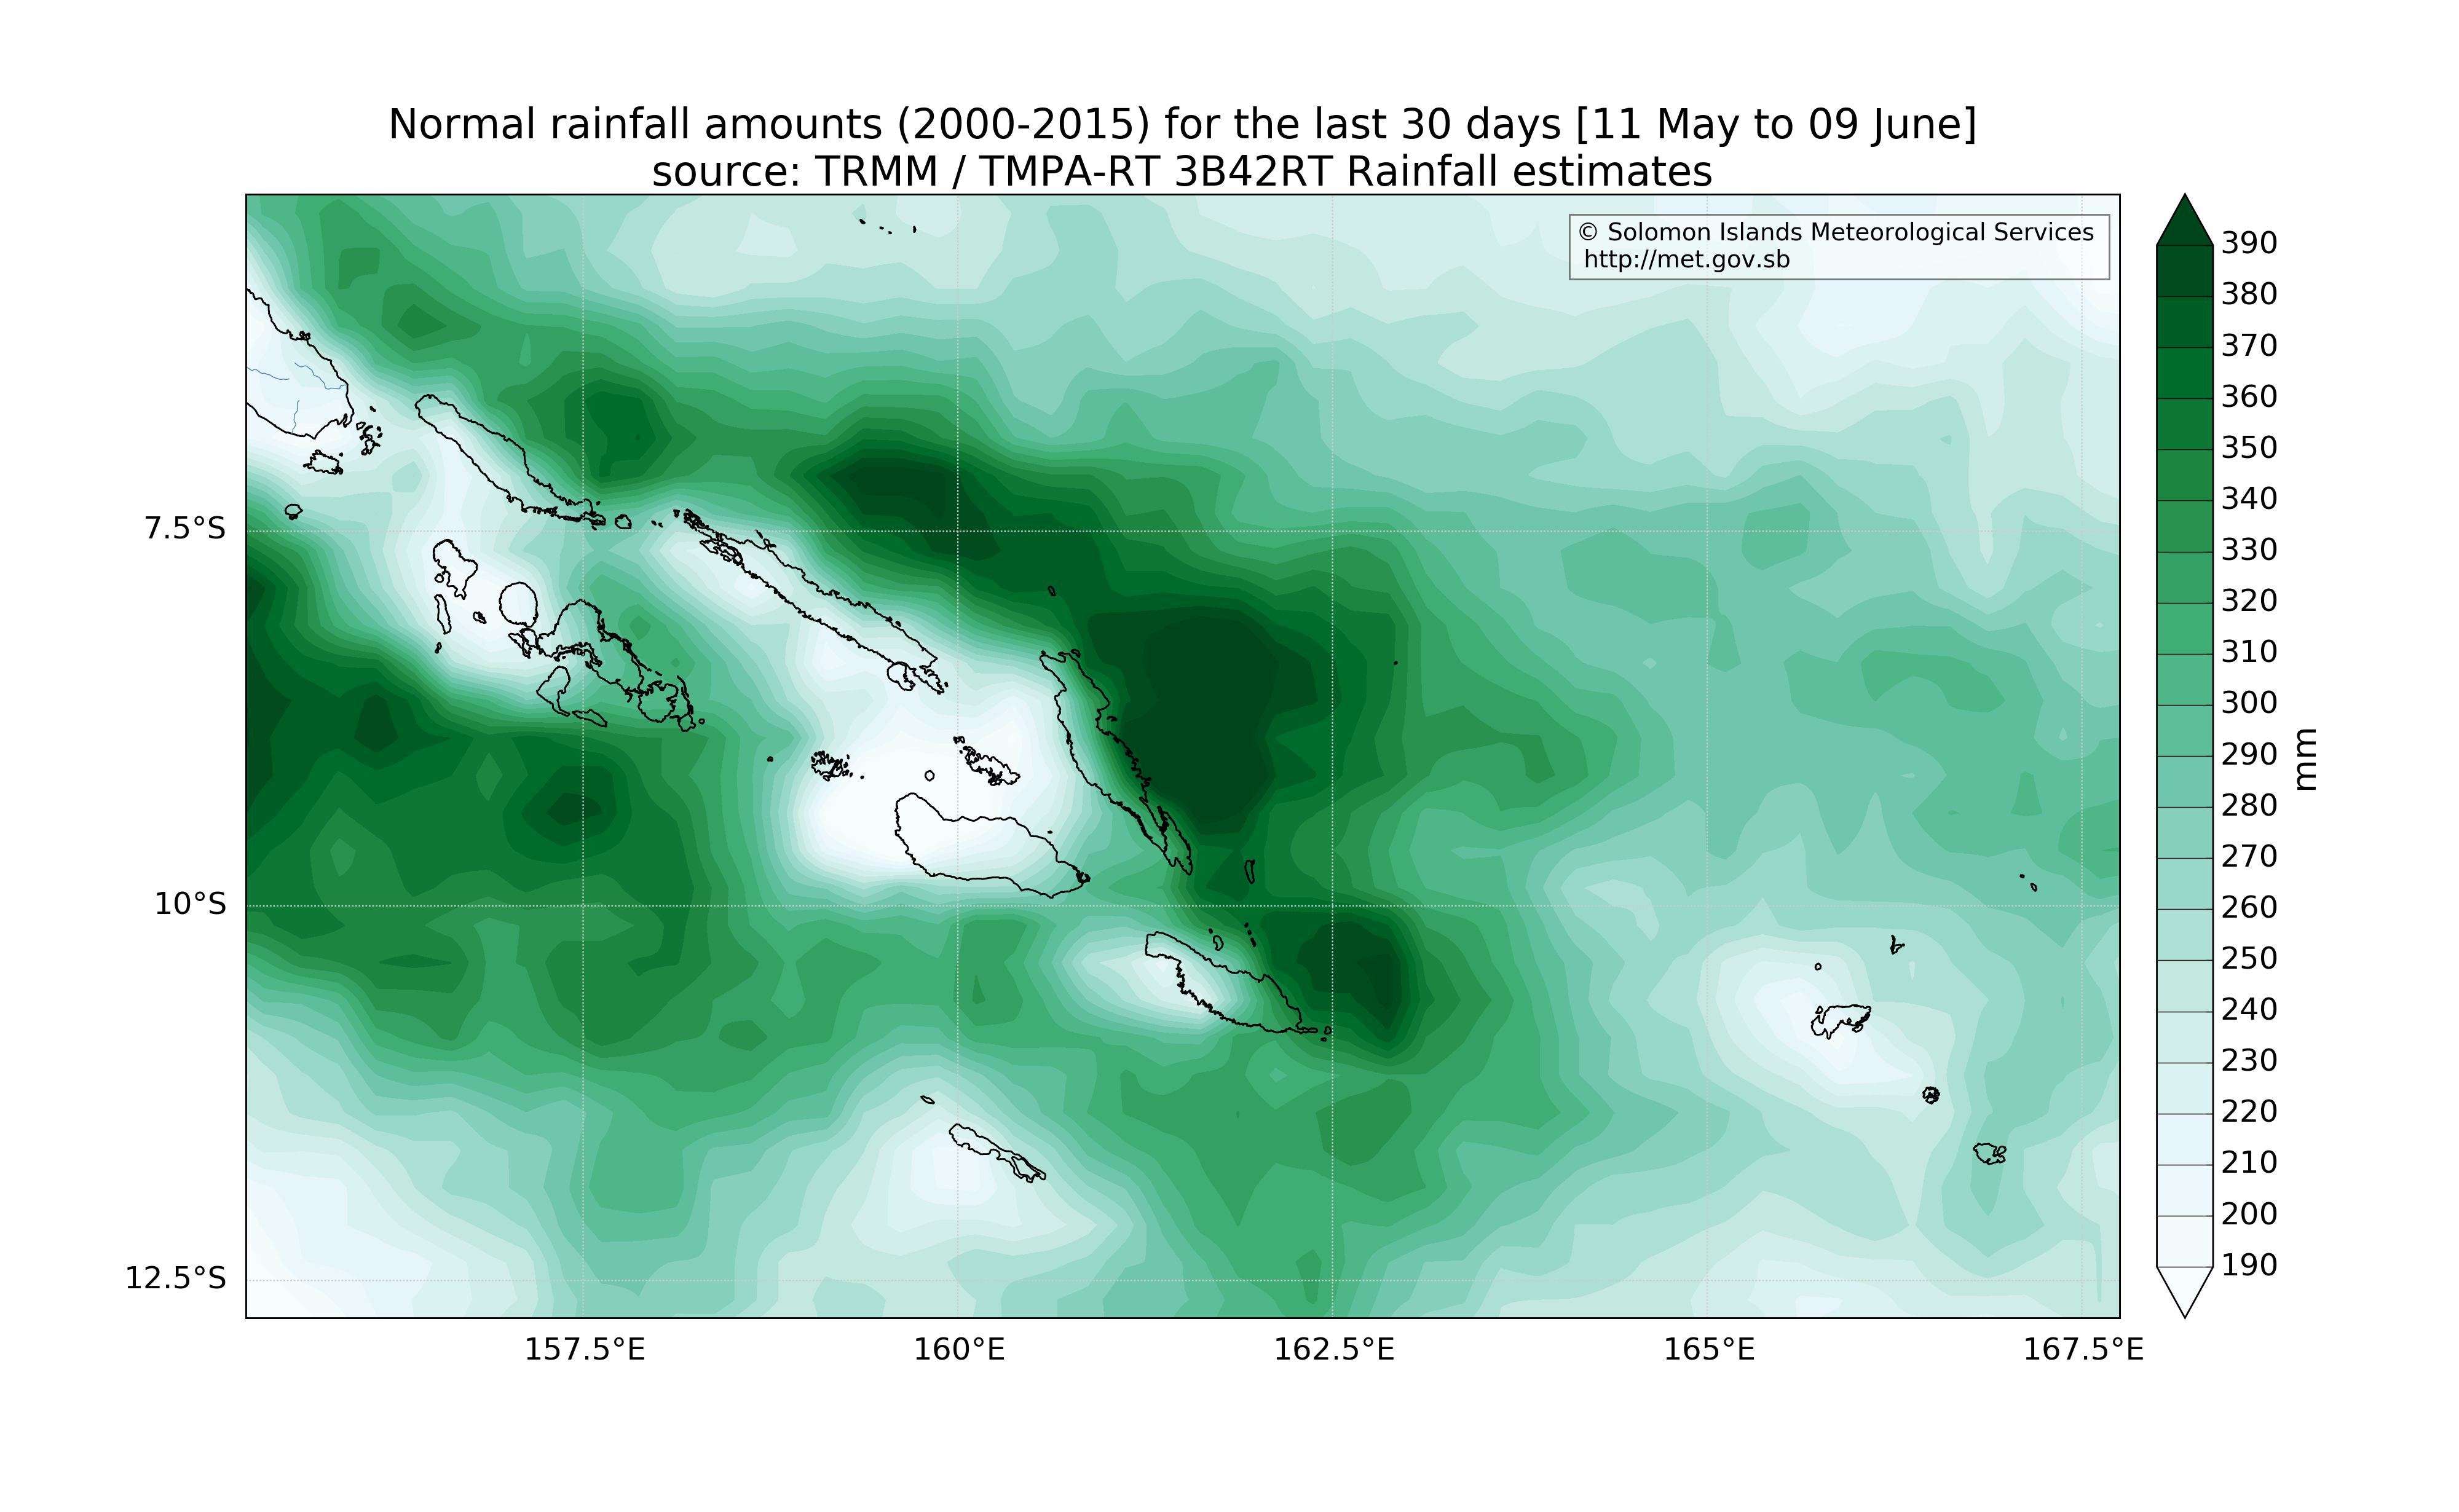 Normal rainfall amounts (2000-2015) for the last 30 days [11 May to 09 June]
source: TRMM / TMPA-RT 3B42RT Rainfall estimates
© Solomon Islands Meteorological Services
http://met.gov.sb
7.5°S
10°S
12.5°S
157.5°E
160°E
162.5°E
165°E
167.5°E
390
380
370
360
350
340
330
320
310
300
290
280
270
260
250
240
230
220
210
200
190
mm